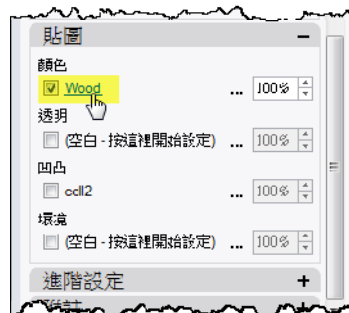 貼圖 −
顏色
Wood ... 100%
透明
(空白 - 按這裡開始設定) ... 100%
凹凸
cell2 ... 100%
環境
(空白 - 按這裡開始設定) ... 100%
進階設定 +